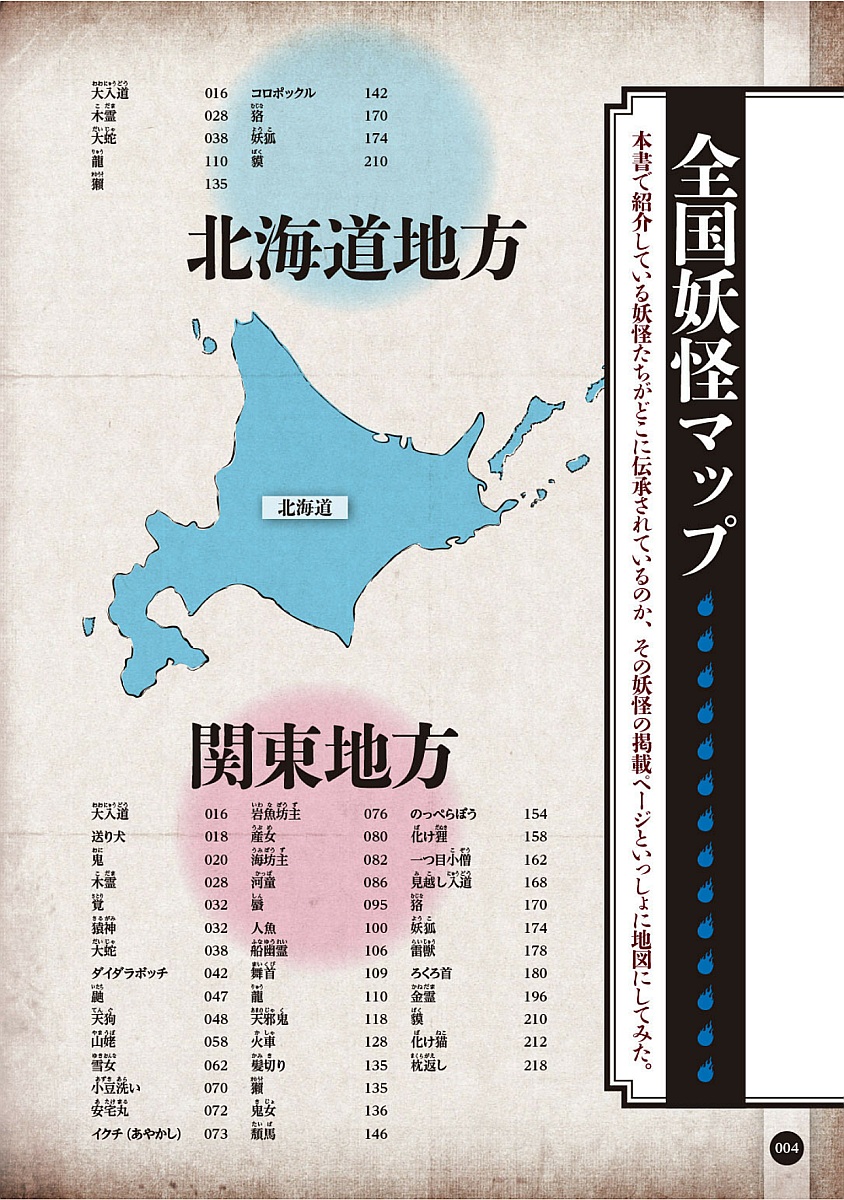 全国妖怪マップ
本書で紹介している妖怪たちがどこに伝承されているのか、その妖怪の掲載ページといっしょに地図にしてみた。
大入道 016
木霊 028
大蛇 038
龍 110
獺 135
コロポックル 142
狢 170
妖狐 174
貘 210
北海道地方
北海道
関東地方
大入道 016
送り犬 018
鬼 020
木霊 028
覚 032
猿神 032
大蛇 038
ダイダラボッチ 042
鼬 047
天狗 048
山姥 058
雪女 062
小豆洗い 070
安宅丸 072
イクチ（あやかし） 073
岩魚坊主 076
産女 080
海坊主 082
河童 086
蜃 095
人魚 100
船幽霊 106
舞首 109
龍 110
天邪鬼 118
火車 128
髪切り 135
獺 135
鬼女 136
頽馬 146
のっぺらぼう 154
化け狸 158
一つ目小僧 162
見越し入道 168
狢 170
妖狐 174
雷獣 178
ろくろ首 180
金霊 196
貘 210
化け猫 212
枕返し 218
004